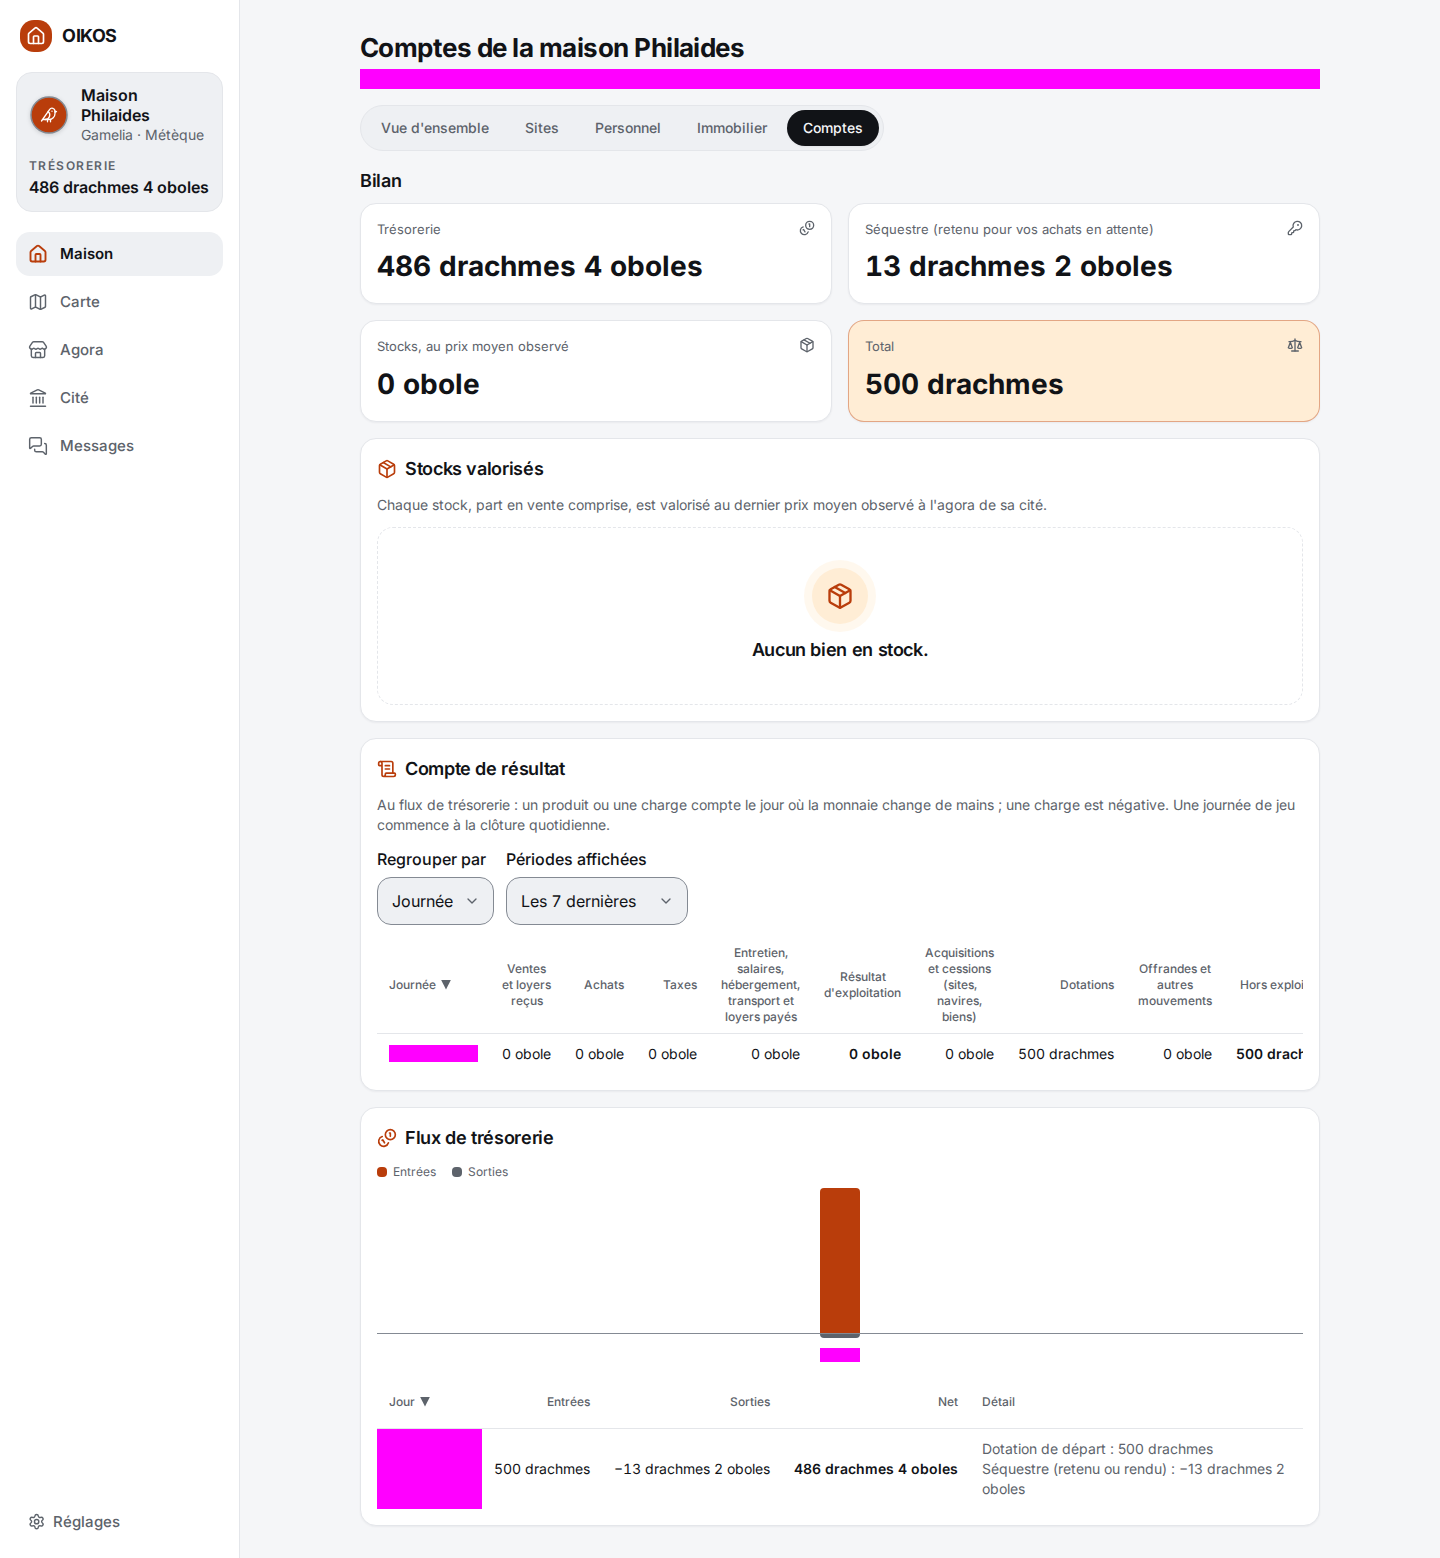 OIKOS
Maison
Philaides
Gamelia · Métèque
TRÉSORERIE
486 drachmes 4 oboles
Maison
Carte
Agora
Cité
Messages
Réglages
Comptes de la maison Philaides
Vue d'ensemble
Sites
Personnel
Immobilier
Comptes
Bilan
Trésorerie
486 drachmes 4 oboles
Séquestre (retenu pour vos achats en attente)
13 drachmes 2 oboles
Stocks, au prix moyen observé
0 obole
Total
500 drachmes
Stocks valorisés
Chaque stock, part en vente comprise, est valorisé au dernier prix moyen observé à l'agora de sa cité.
Aucun bien en stock.
Compte de résultat
Au flux de trésorerie : un produit ou une charge compte le jour où la monnaie change de mains ; une charge est négative. Une journée de jeu
commence à la clôture quotidienne.
Regrouper par
Périodes affichées
Journée
Les 7 dernières
Journée ▼
Ventes
et loyers
reçus
Achats
Taxes
Entretien,
salaires,
hébergement,
transport et
loyers payés
Résultat
d'exploitation
Acquisitions
et cessions
(sites,
navires,
biens)
Dotations
Offrandes et
autres
mouvements
Hors exploi
0 obole
0 obole
0 obole
0 obole
0 obole
0 obole
500 drachmes
0 obole
500 drach
Flux de trésorerie
Entrées
Sorties
Jour ▼
Entrées
Sorties
Net
Détail
500 drachmes
−13 drachmes 2 oboles
486 drachmes 4 oboles
Dotation de départ : 500 drachmes
Séquestre (retenu ou rendu) : −13 drachmes 2
oboles